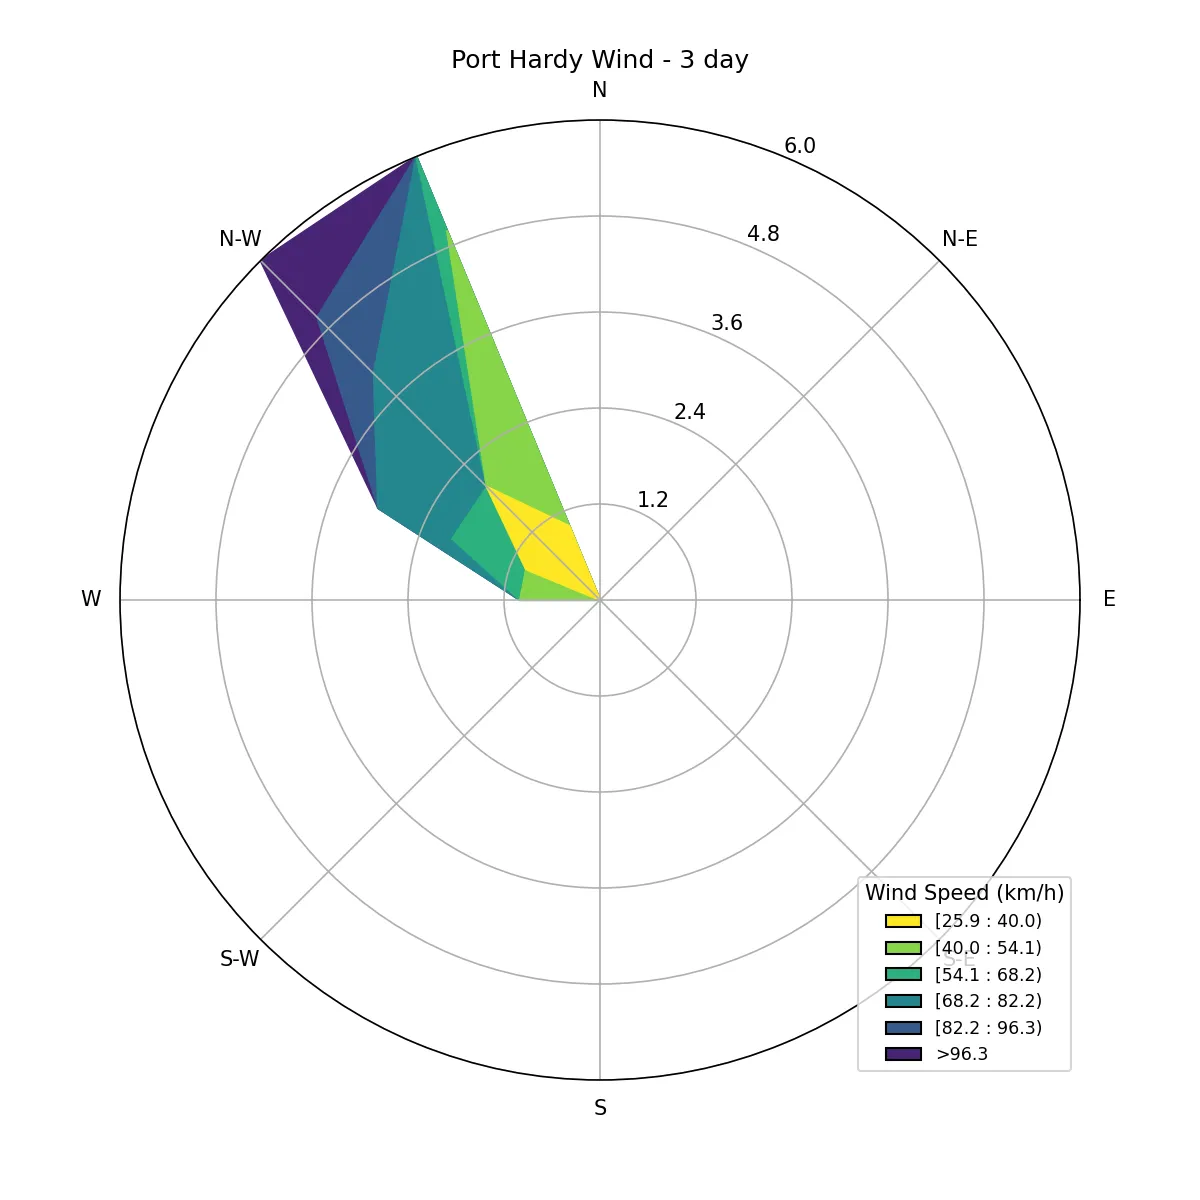 Port Hardy Wind - 3 day
N
6.0
N-W
N-E
4.8
3.6
2.4
1.2
W
E
S-W
S-E
S
Wind Speed (km/h)
[25.9 : 40.0)
[40.0 : 54.1)
[54.1 : 68.2)
[68.2 : 82.2)
[82.2 : 96.3)
>96.3